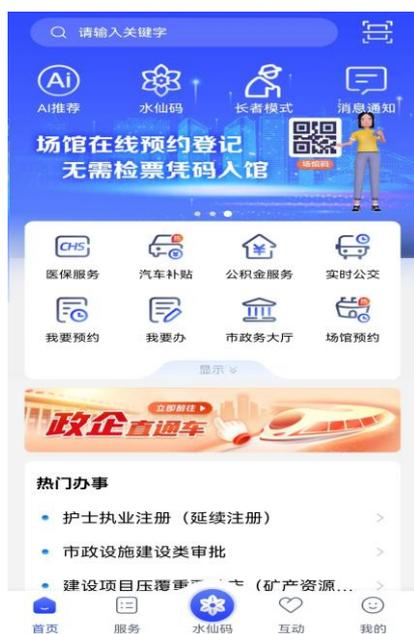 请输入关键字
Ai
AI推荐 水仙码 长者模式 消息通知
场馆在线预约登记
无需检票凭码入馆
场馆码
CHS
医保服务 汽车补贴 公积金服务 实时公交
我要预约 我要办 市政务大厅 场馆预约
显示
政企直通车
立即前往
热门办事
护士执业注册（延续注册）
市政设施建设类审批
建设项目压覆重 （矿产资源...
首页 服务 水仙码 互动 我的